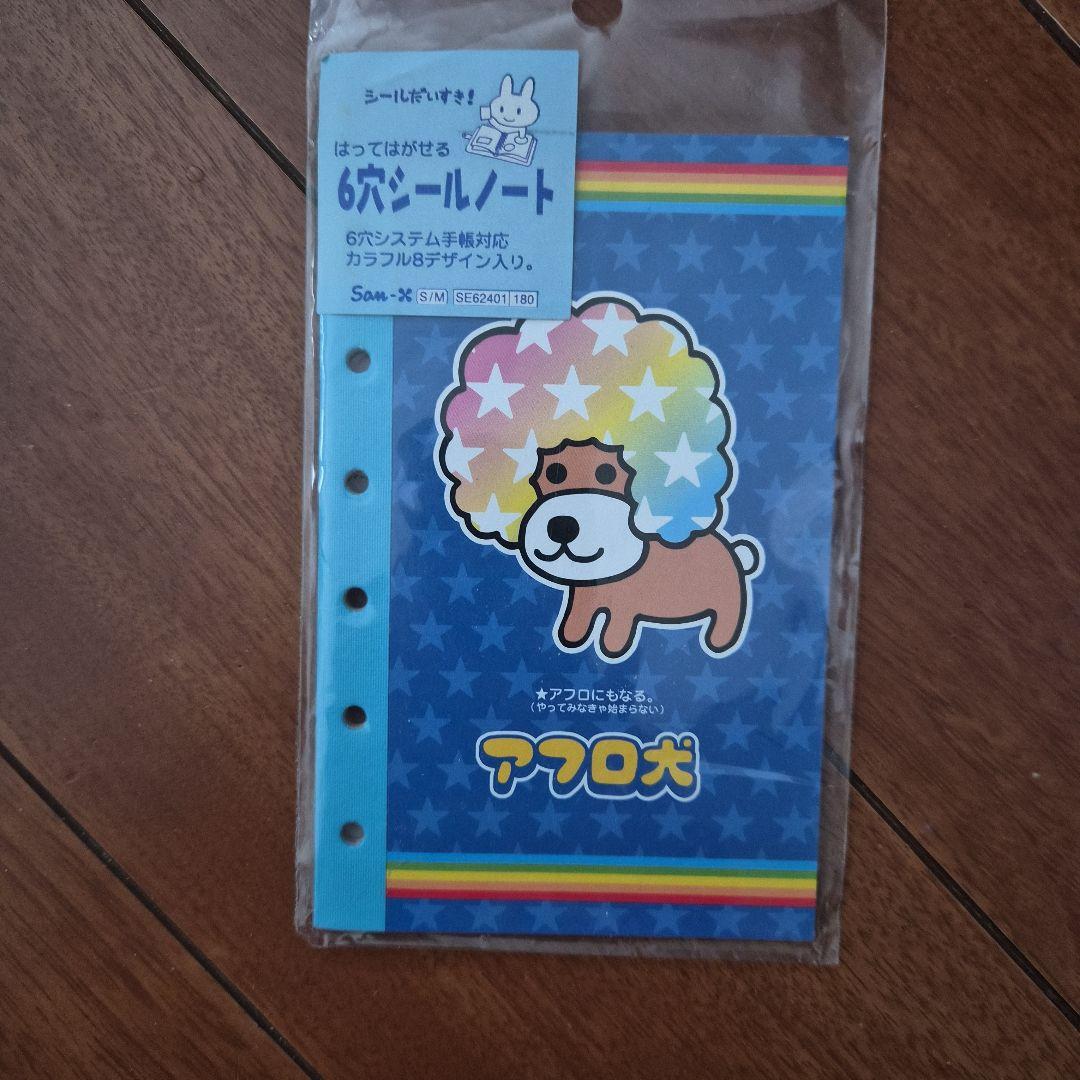 シールだいすき!
はってはがせる
6穴シールノート
6穴システム手帳対応
カラフル8デザイン入り。
San-X S/M SE62401 180
★アフロにもなる。
(やってみなきゃ始まらない)
アフロ犬